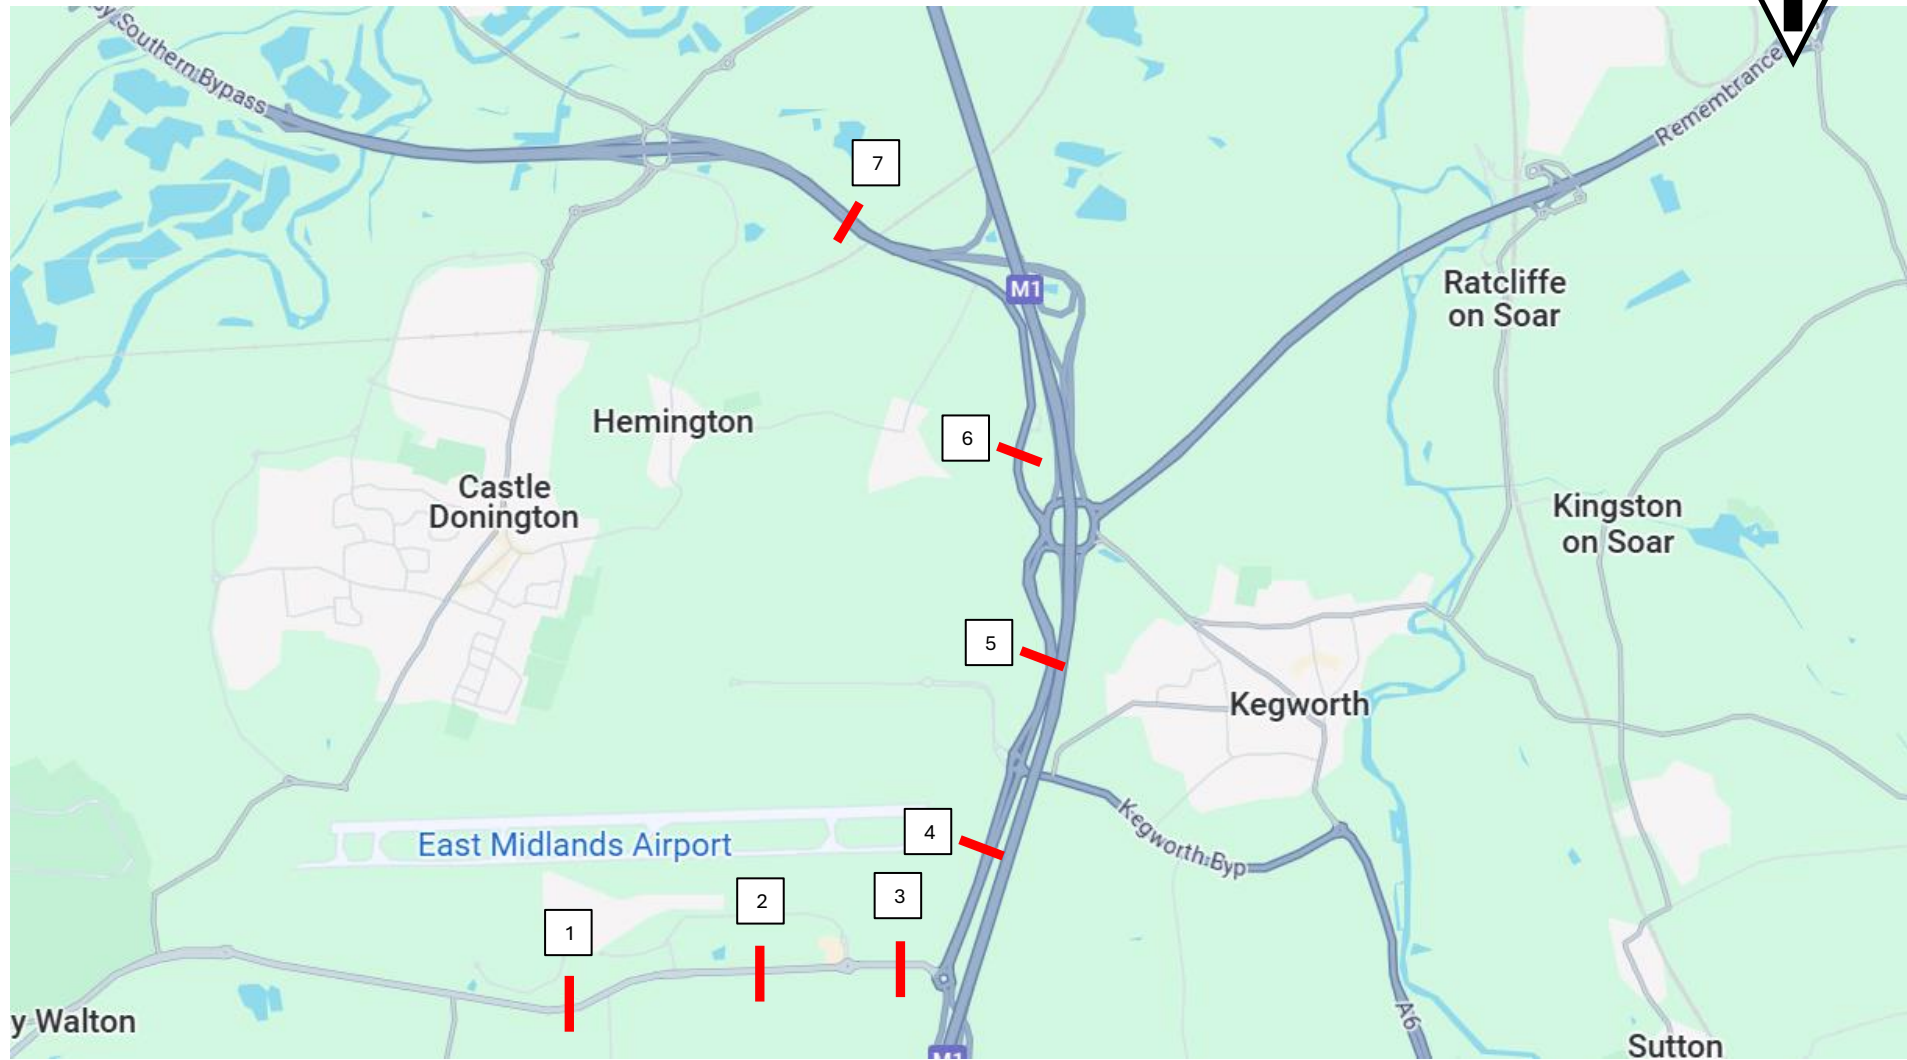 y Southern Bypass
Remembrance
7
M1
Ratcliffe
on Soar
Hemington
6
Castle
Donington
Kingston
on Soar
5
Kegworth
4
East Midlands Airport
Kegworth Byp
3
2
1
A6
y Walton
M1
Sutton